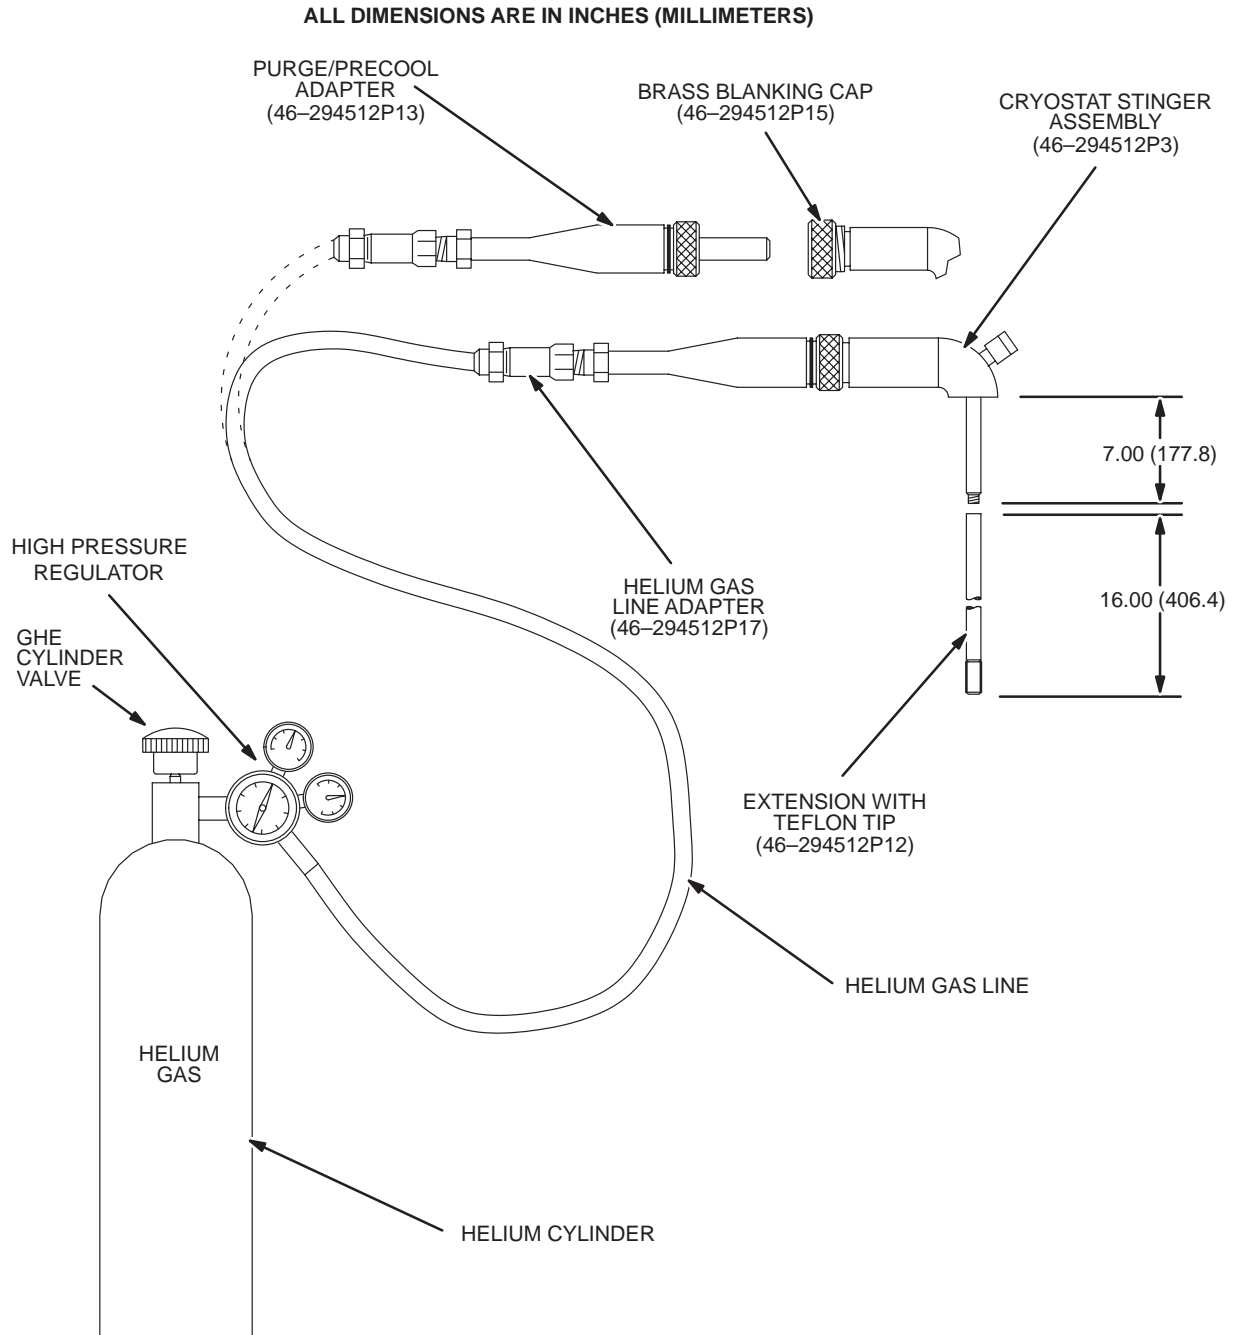 ALL DIMENSIONS ARE IN INCHES (MILLIMETERS)
PURGE/PRECOOL
ADAPTER
(46–294512P13)
BRASS BLANKING CAP
(46–294512P15)
CRYOSTAT STINGER
ASSEMBLY
(46–294512P3)
7.00 (177.8)
HIGH PRESSURE
REGULATOR
HELIUM GAS
LINE ADAPTER
(46–294512P17)
16.00 (406.4)
GHE
CYLINDER
VALVE
EXTENSION WITH
TEFLON TIP
(46–294512P12)
HELIUM GAS LINE
HELIUM
GAS
HELIUM CYLINDER